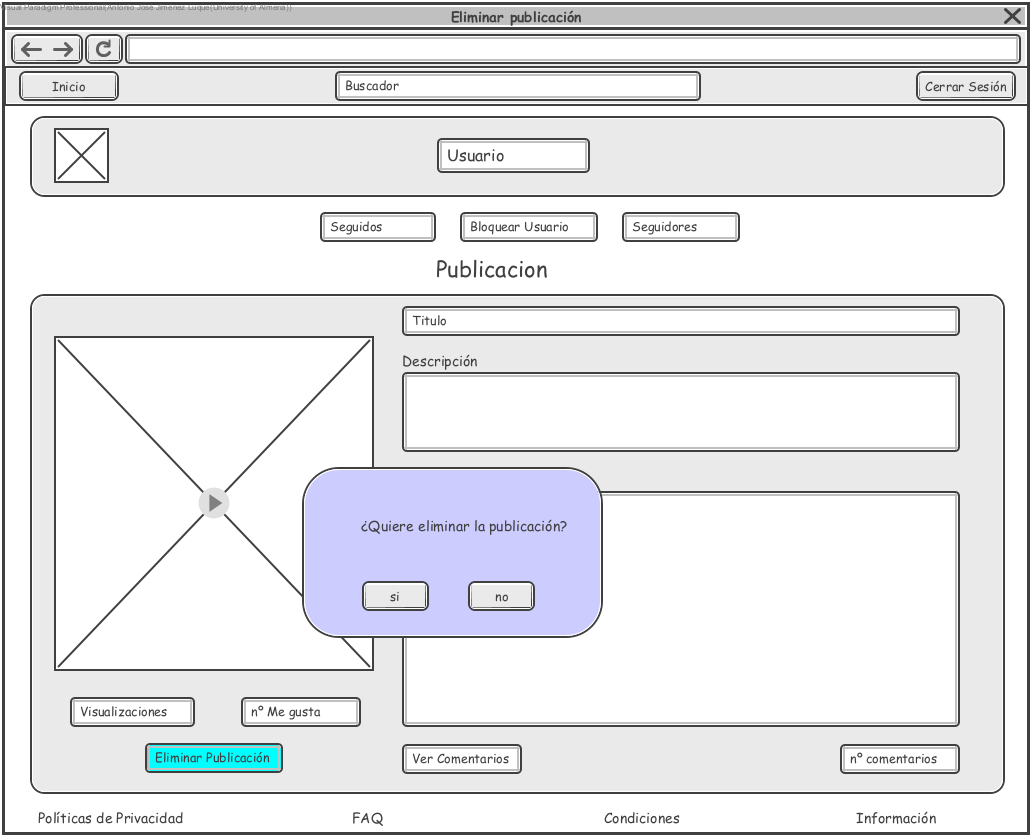 Visual Paradigm Professional(Antonio José Jiménez Luque(University of Almeria))
Eliminar publicación
Inicio
Buscador
Cerrar Sesión
Usuario
Seguidos
Bloquear Usuario
Seguidores
Publicacion
Titulo
Descripción
¿Quiere eliminar la publicación?
si
no
Visualizaciones
nº Me gusta
Eliminar Publicación
Ver Comentarios
nº comentarios
Políticas de Privacidad
FAQ
Condiciones
Información